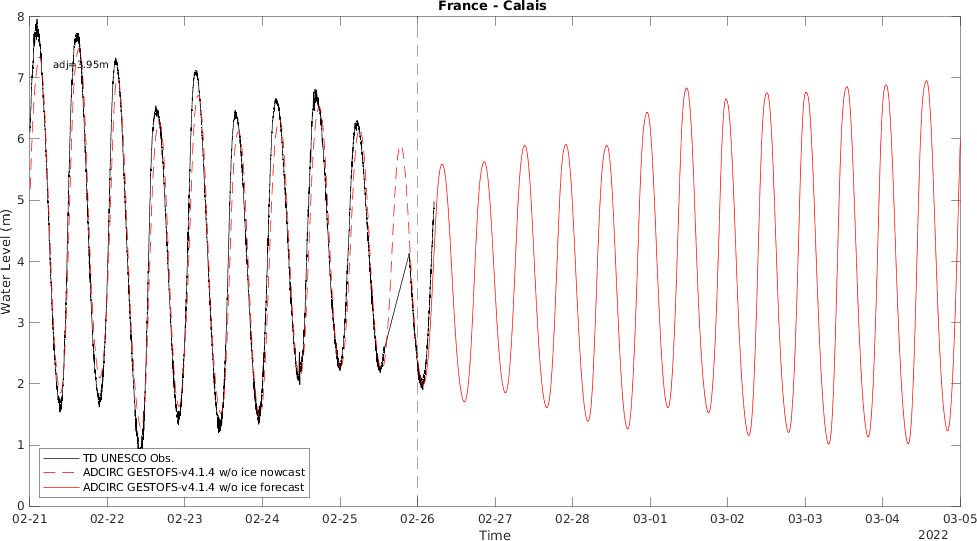 France - Calais
adj=3.95m
8
7
6
5
4
3
2
1
0
Water Level (m)
TD UNESCO Obs.
ADCIRC GESTOFS-v4.1.4 w/o ice nowcast
ADCIRC GESTOFS-v4.1.4 w/o ice forecast
02-21 02-22 02-23 02-24 02-25 02-26 02-27 02-28 03-01 03-02 03-03 03-04 03-05
Time
2022